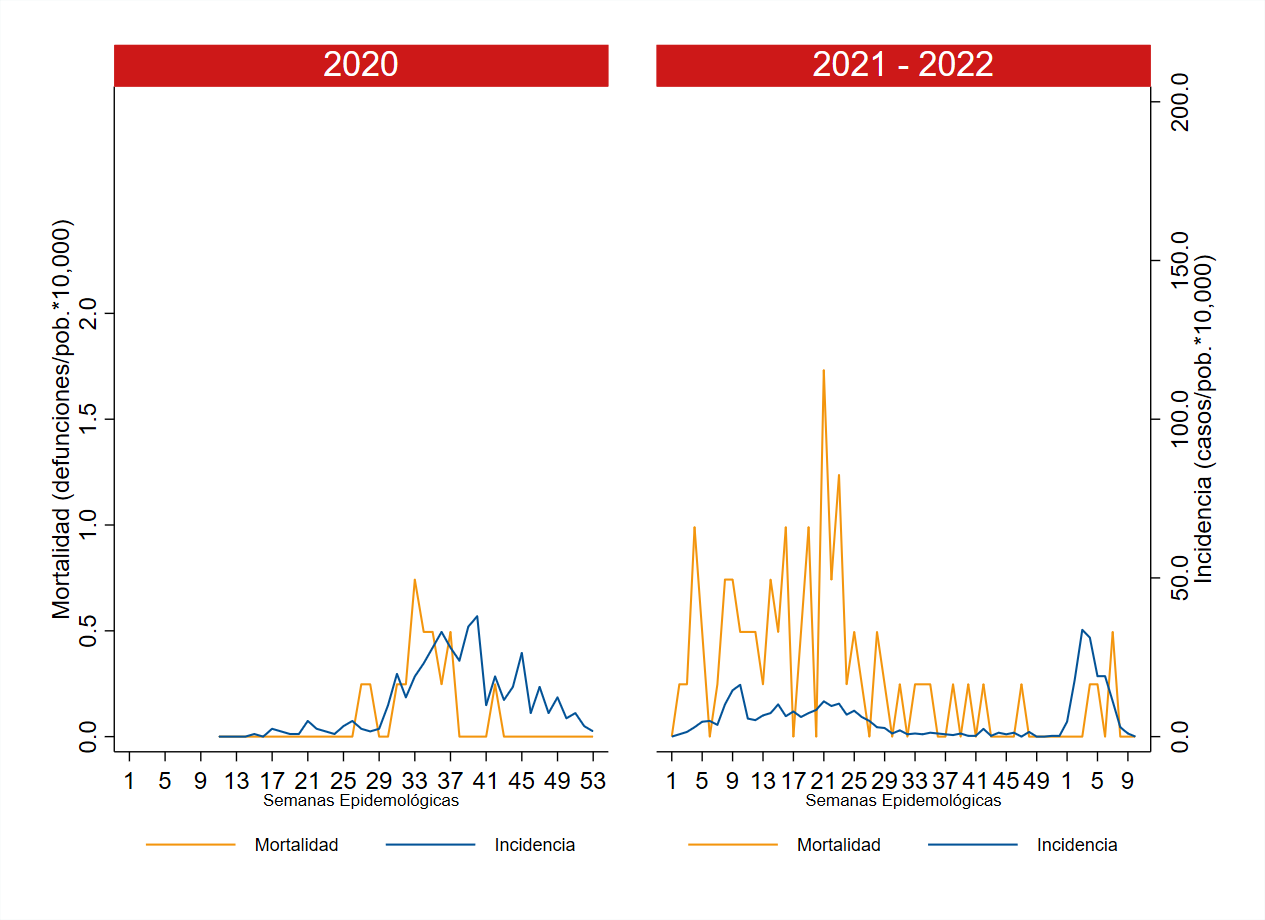 2020
2021 - 2022
Mortalidad (defunciones/pob.*10,000)
2.0
1.5
1.0
0.5
0.0
1 5 9 13 17 21 25 29 33 37 41 45 49 53
Semanas Epidemológicas
Mortalidad Incidencia
200.0
150.0
100.0
50.0
0.0
Incidencia (casos/pob.*10,000)
1 5 9 13 17 21 25 29 33 37 41 45 49 1 5 9
Semanas Epidemológicas
Mortalidad Incidencia